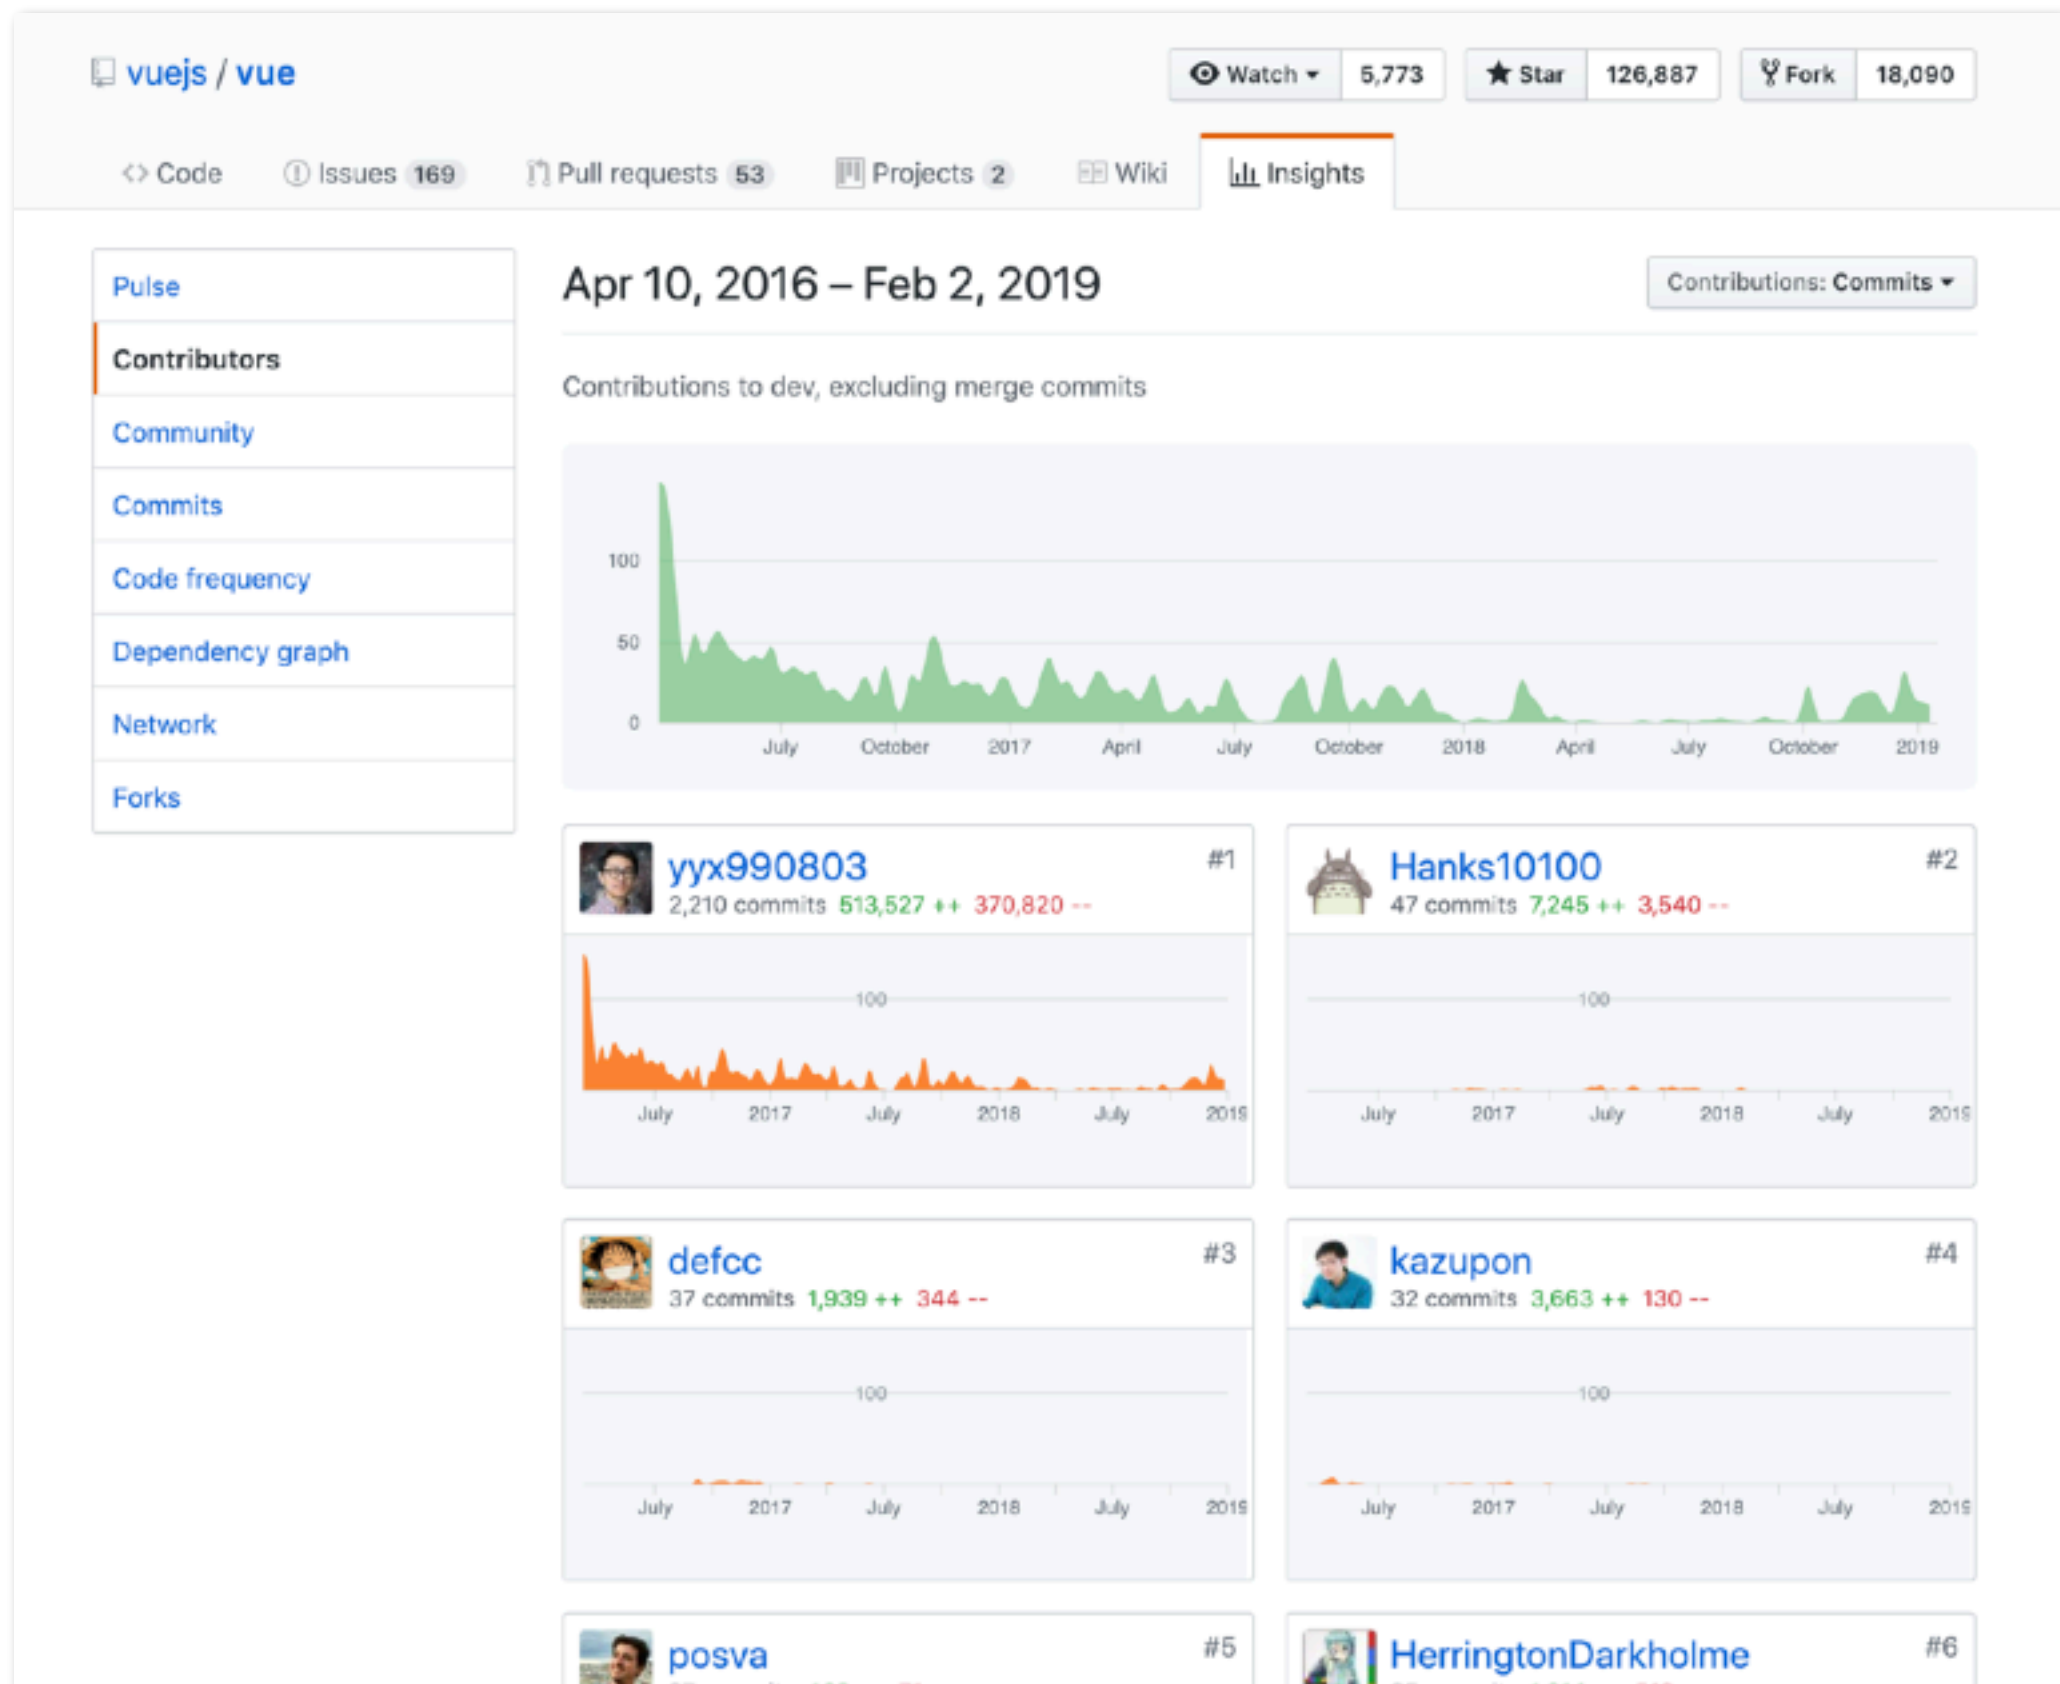 vuejs / vue
Watch 5,773 Star 126,887 Fork 18,090
Code Issues 169 Pull requests 53 Projects 2 Wiki Insights
Pulse
Contributors
Community
Commits
Code frequency
Dependency graph
Network
Forks
Apr 10, 2016 – Feb 2, 2019
Contributions: Commits
Contributions to dev, excluding merge commits
100
50
0
July October 2017 April July October 2018 April July October 2019
yyx990803 #1
2,210 commits 513,527 ++ 370,820 --
100
July 2017 July 2018 July 2019
Hanks10100 #2
47 commits 7,245 ++ 3,540 --
100
July 2017 July 2018 July 2019
defcc #3
37 commits 1,939 ++ 344 --
100
July 2017 July 2018 July 2019
kazupon #4
32 commits 3,663 ++ 130 --
100
July 2017 July 2018 July 2019
posva #5
HerringtonDarkholme #6